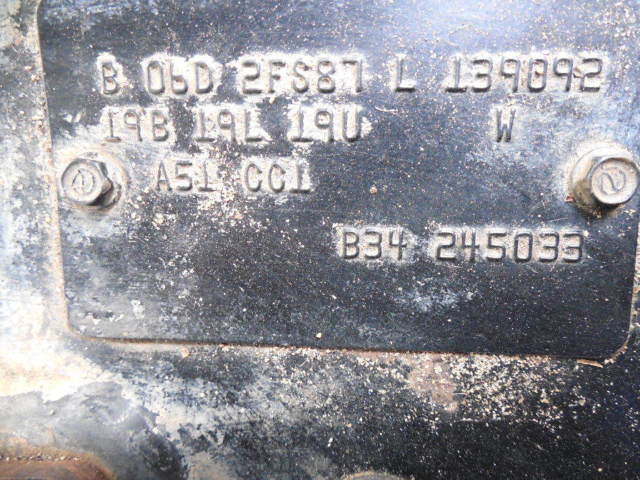 B 06D 2FS87 L 139092
19B 19L 19U W
A51 CC1
B34 245033